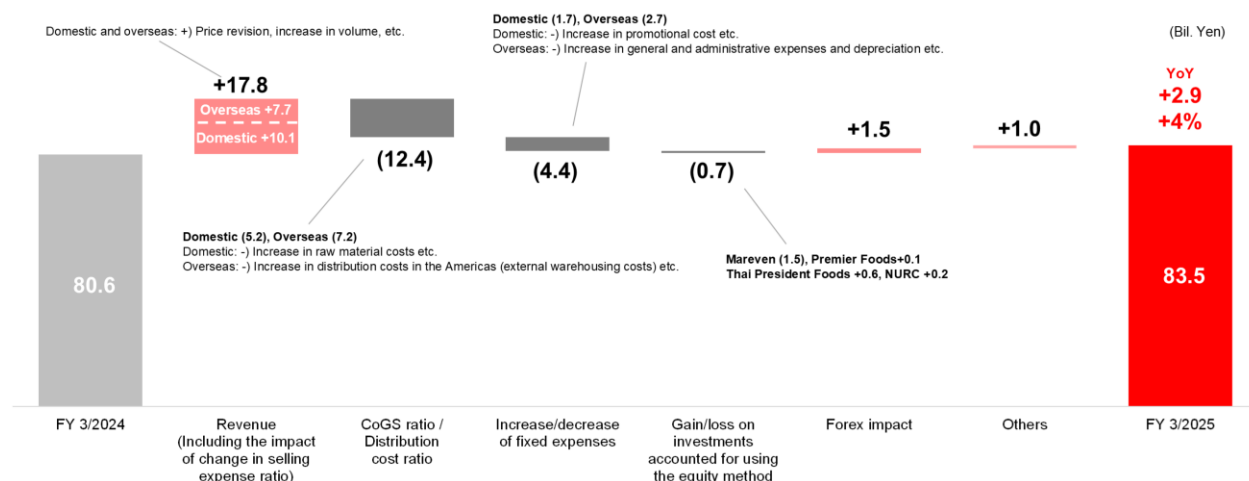 Domestic and overseas: +) Price revision, increase in volume, etc.
Domestic (1.7), Overseas (2.7)
Domestic: -) Increase in promotional cost etc.
Overseas: -) Increase in general and administrative expenses and depreciation etc.
(Bil. Yen)
YoY
+2.9
+4%
+17.8
Overseas +7.7
Domestic +10.1
(12.4)
(4.4)
(0.7)
+1.5
+1.0
Domestic (5.2), Overseas (7.2)
Domestic: -) Increase in raw material costs etc.
Overseas: -) Increase in distribution costs in the Americas (external warehousing costs) etc.
Mareven (1.5), Premier Foods+0.1
Thai President Foods +0.6, NURC +0.2
80.6
83.5
FY 3/2024
Revenue
(Including the impact
of change in selling
expense ratio)
CoGS ratio /
Distribution
cost ratio
Increase/decrease
of fixed expenses
Gain/loss on
investments
accounted for using
the equity method
Forex impact
Others
FY 3/2025